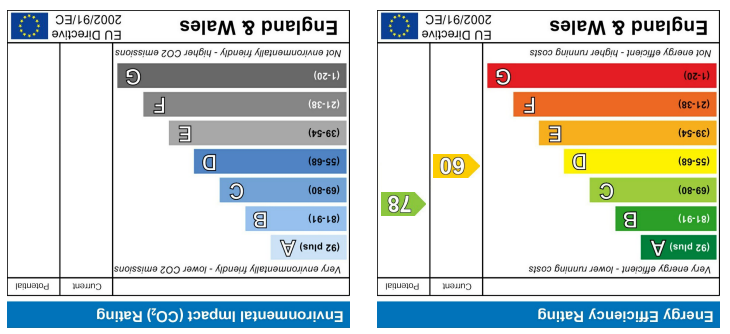 Energy Efficiency Rating
Current
Potential
Very energy efficient - lower running costs
(92 plus) A
(81-91) B
(69-80) C
(55-68) D
(39-54) E
(21-38) F
(1-20) G
60
78
Not energy efficient - higher running costs
England & Wales
EU Directive
2002/91/EC
Environmental Impact (CO₂) Rating
Current
Potential
Very environmentally friendly - lower CO2 emissions
(92 plus) A
(81-91) B
(69-80) C
(55-68) D
(39-54) E
(21-38) F
(1-20) G
Not environmentally friendly - higher CO2 emissions
England & Wales
EU Directive
2002/91/EC